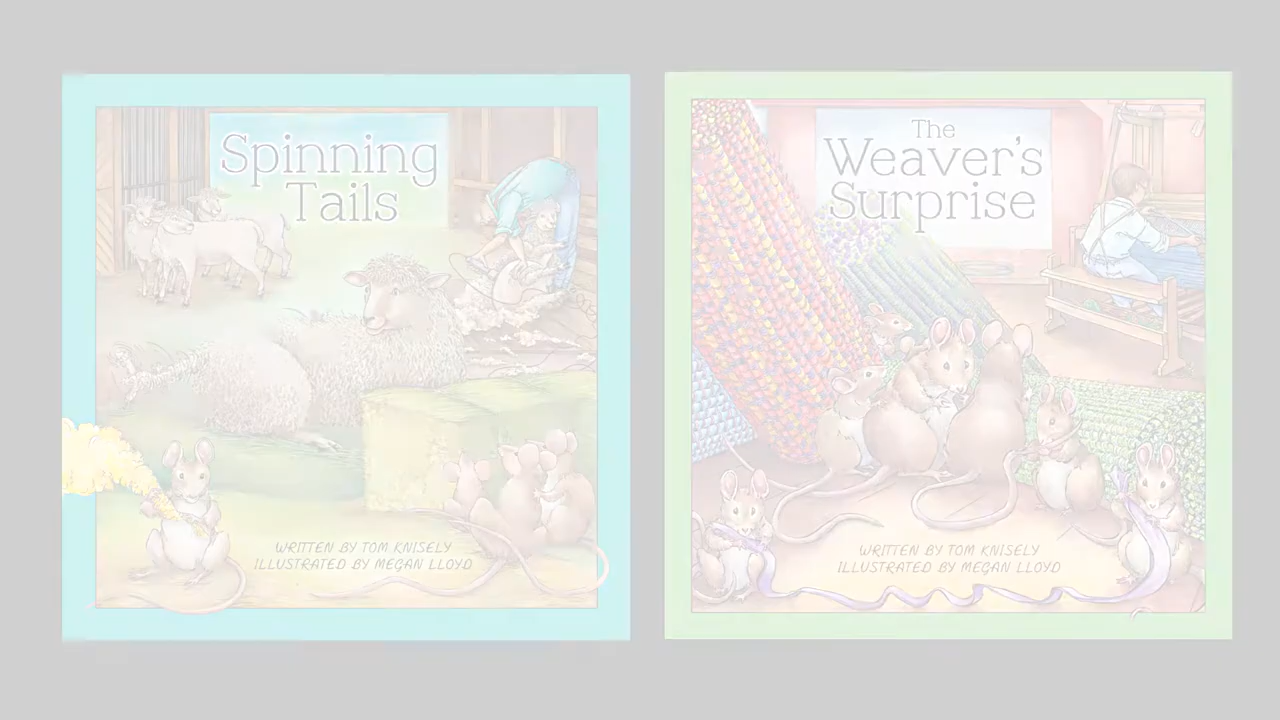 Spinning
Tails
WRITTEN BY TOM KNISELY
ILLUSTRATED BY MEGAN LLOYD
The
Weaver's
Surprise
WRITTEN BY TOM KNISELY
ILLUSTRATED BY MEGAN LLOYD